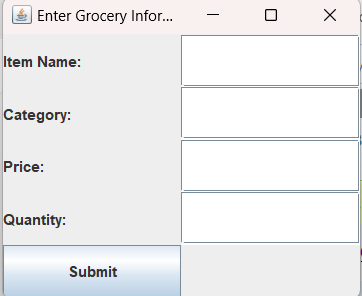 Enter Grocery Infor...
Item Name:
Category:
Price:
Quantity:
Submit